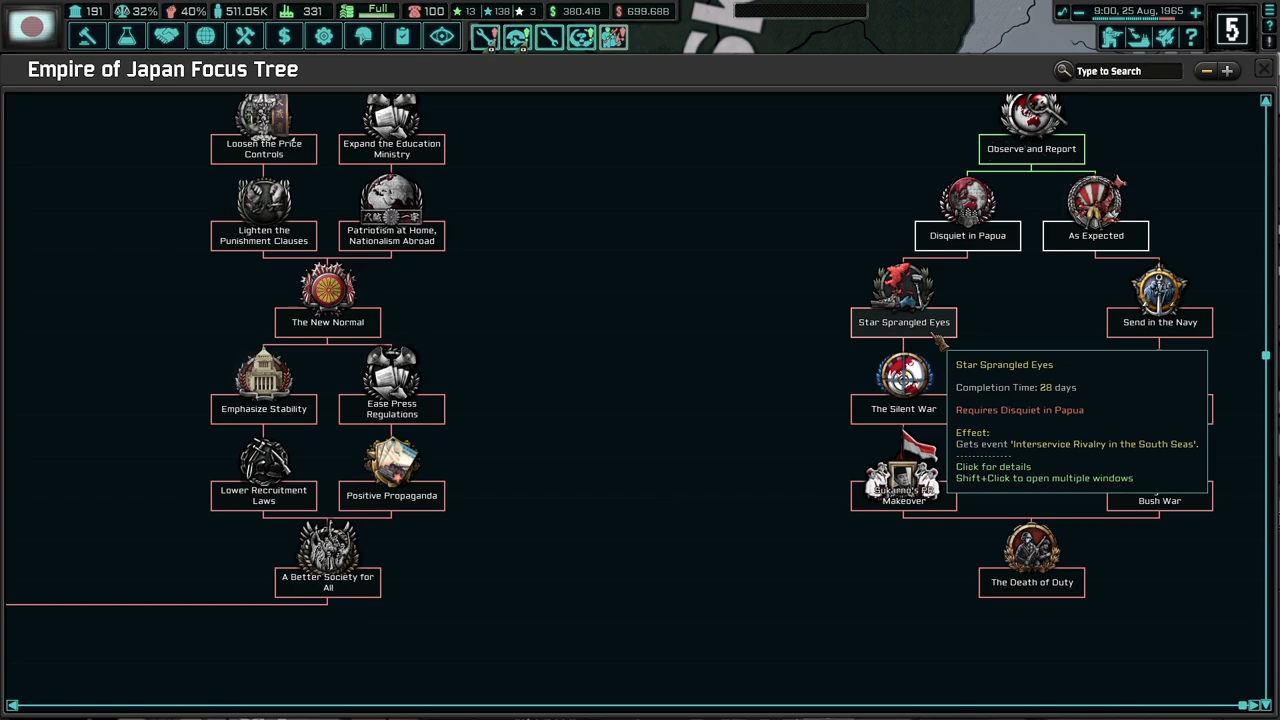 191
32%
40%
511.05K
331
Full
100
13
138
3
380.41B
699.68B
9:00, 25 Aug, 1965
5
Empire of Japan Focus Tree
Type to Search
Loosen the Price
Controls
Expand the Education
Ministry
Observe and Report
Lighten the
Punishment Clauses
Patriotism at Home,
Nationalism Abroad
Disquiet in Papua
As Expected
The New Normal
Star Sprangled Eyes
Send in the Navy
Emphasize Stability
Ease Press
Regulations
The Silent War
Star Sprangled Eyes
Completion Time: 28 days
Requires Disquiet in Papua
Effect:
Gets event 'Interservice Rivalry in the South Seas'.
--------------
Click for details
Shift+Click to open multiple windows
Lower Recruitment
Laws
Positive Propaganda
Sukarno's PR
Makeover
Bush War
A Better Society for
All
The Death of Duty